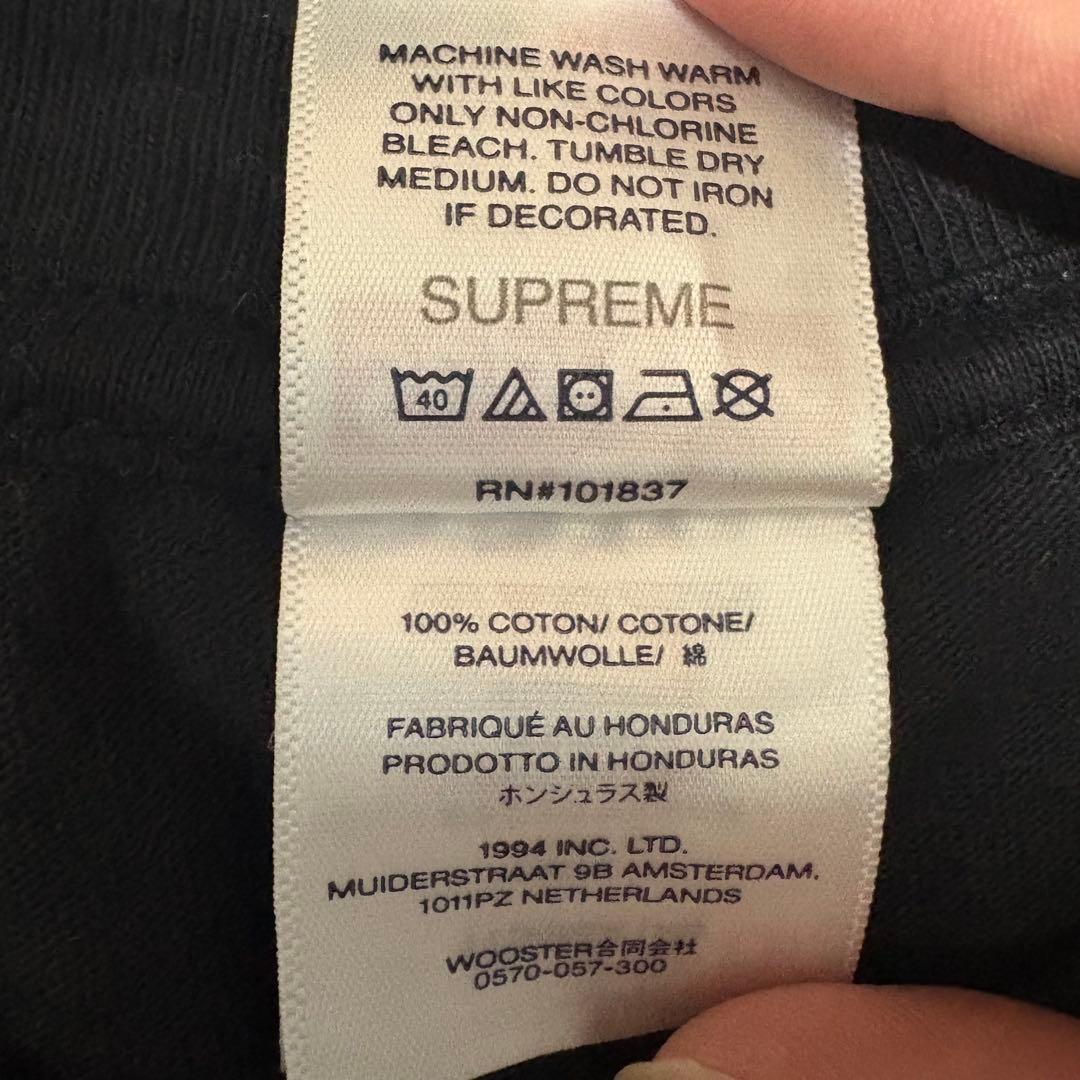 MACHINE WASH WARM
WITH LIKE COLORS
ONLY NON-CHLORINE
BLEACH. TUMBLE DRY
MEDIUM. DO NOT IRON
IF DECORATED.
SUPREME
40
RN#101837
100% COTON/ COTONE/
BAUMWOLLE/ 綿
FABRIQUÉ AU HONDURAS
PRODOTTO IN HONDURAS
ホンジュラス製
1994 INC. LTD.
MUIDERSTRAAT 9B AMSTERDAM.
1011PZ NETHERLANDS
WOOSTER合同会社
0570-057-300